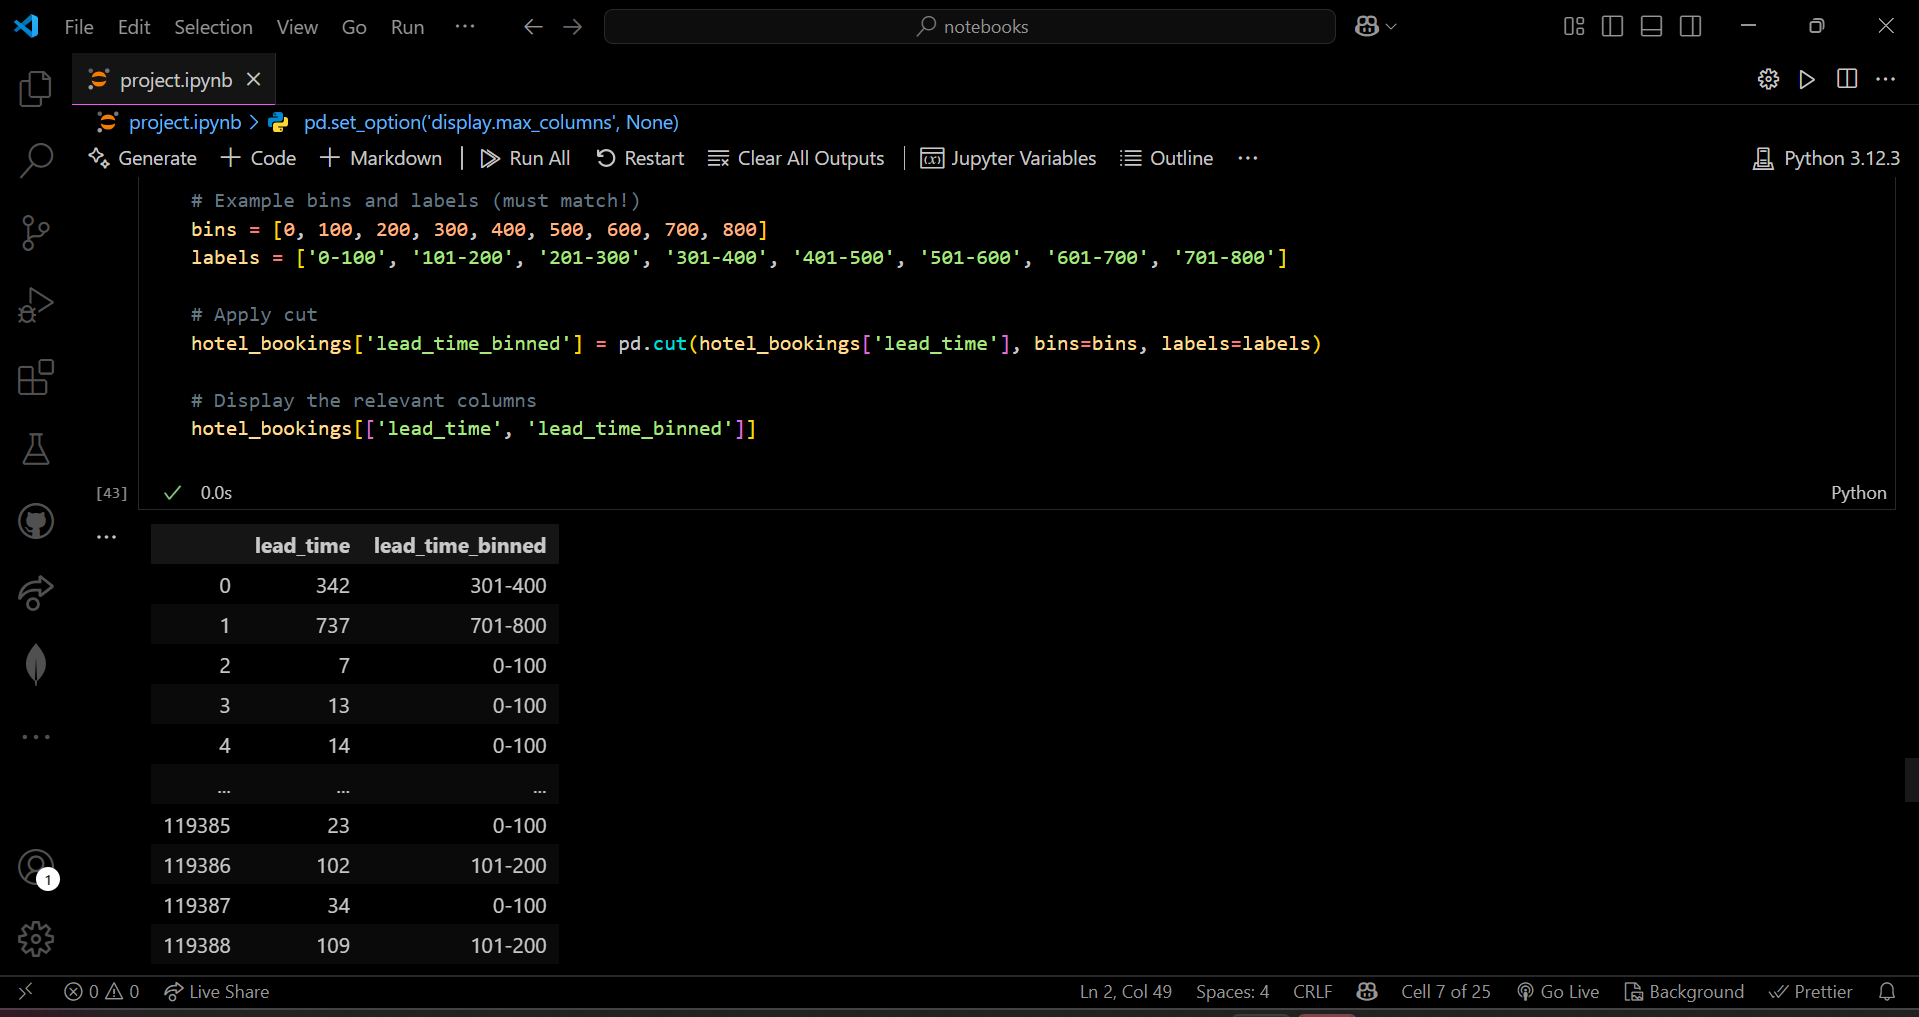 File Edit Selection View Go Run ··· notebooks
project.ipynb
project.ipynb > pd.set_option('display.max_columns', None)
Generate + Code + Markdown | Run All Restart Clear All Outputs | Jupyter Variables Outline ··· Python 3.12.3
# Example bins and labels (must match!)
bins = [0, 100, 200, 300, 400, 500, 600, 700, 800]
labels = ['0-100', '101-200', '201-300', '301-400', '401-500', '501-600', '601-700', '701-800']
# Apply cut
hotel_bookings['lead_time_binned'] = pd.cut(hotel_bookings['lead_time'], bins=bins, labels=labels)
# Display the relevant columns
hotel_bookings[['lead_time', 'lead_time_binned']]
[43] 0.0s Python
...
lead_time lead_time_binned
0 342 301-400
1 737 701-800
2 7 0-100
3 13 0-100
4 14 0-100
... ... ...
119385 23 0-100
119386 102 101-200
119387 34 0-100
119388 109 101-200
1
0 0 Live Share Ln 2, Col 49 Spaces: 4 CRLF Cell 7 of 25 Go Live Background Prettier